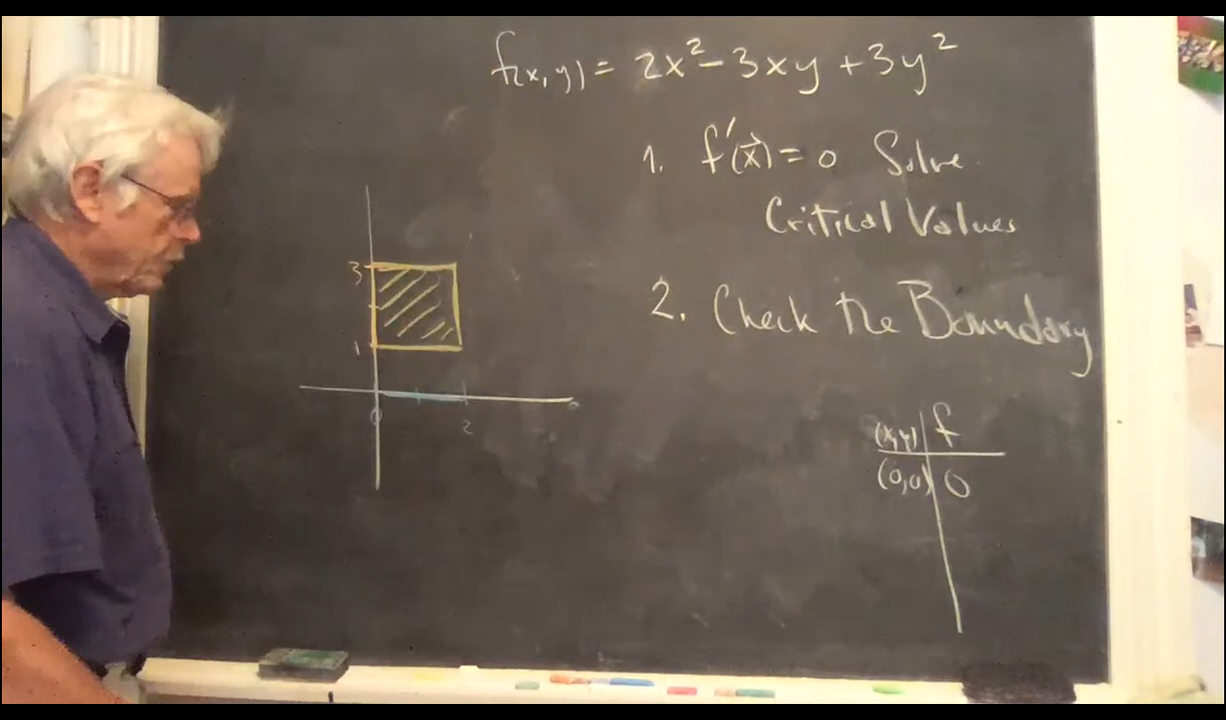 f(x,y) = 2x² - 3xy + 3y²
1. f'(x⃗) = 0 Solve
Critical Values
2. Check the Boundary
3
1
0
2
(x,y) f
(0,0) 0